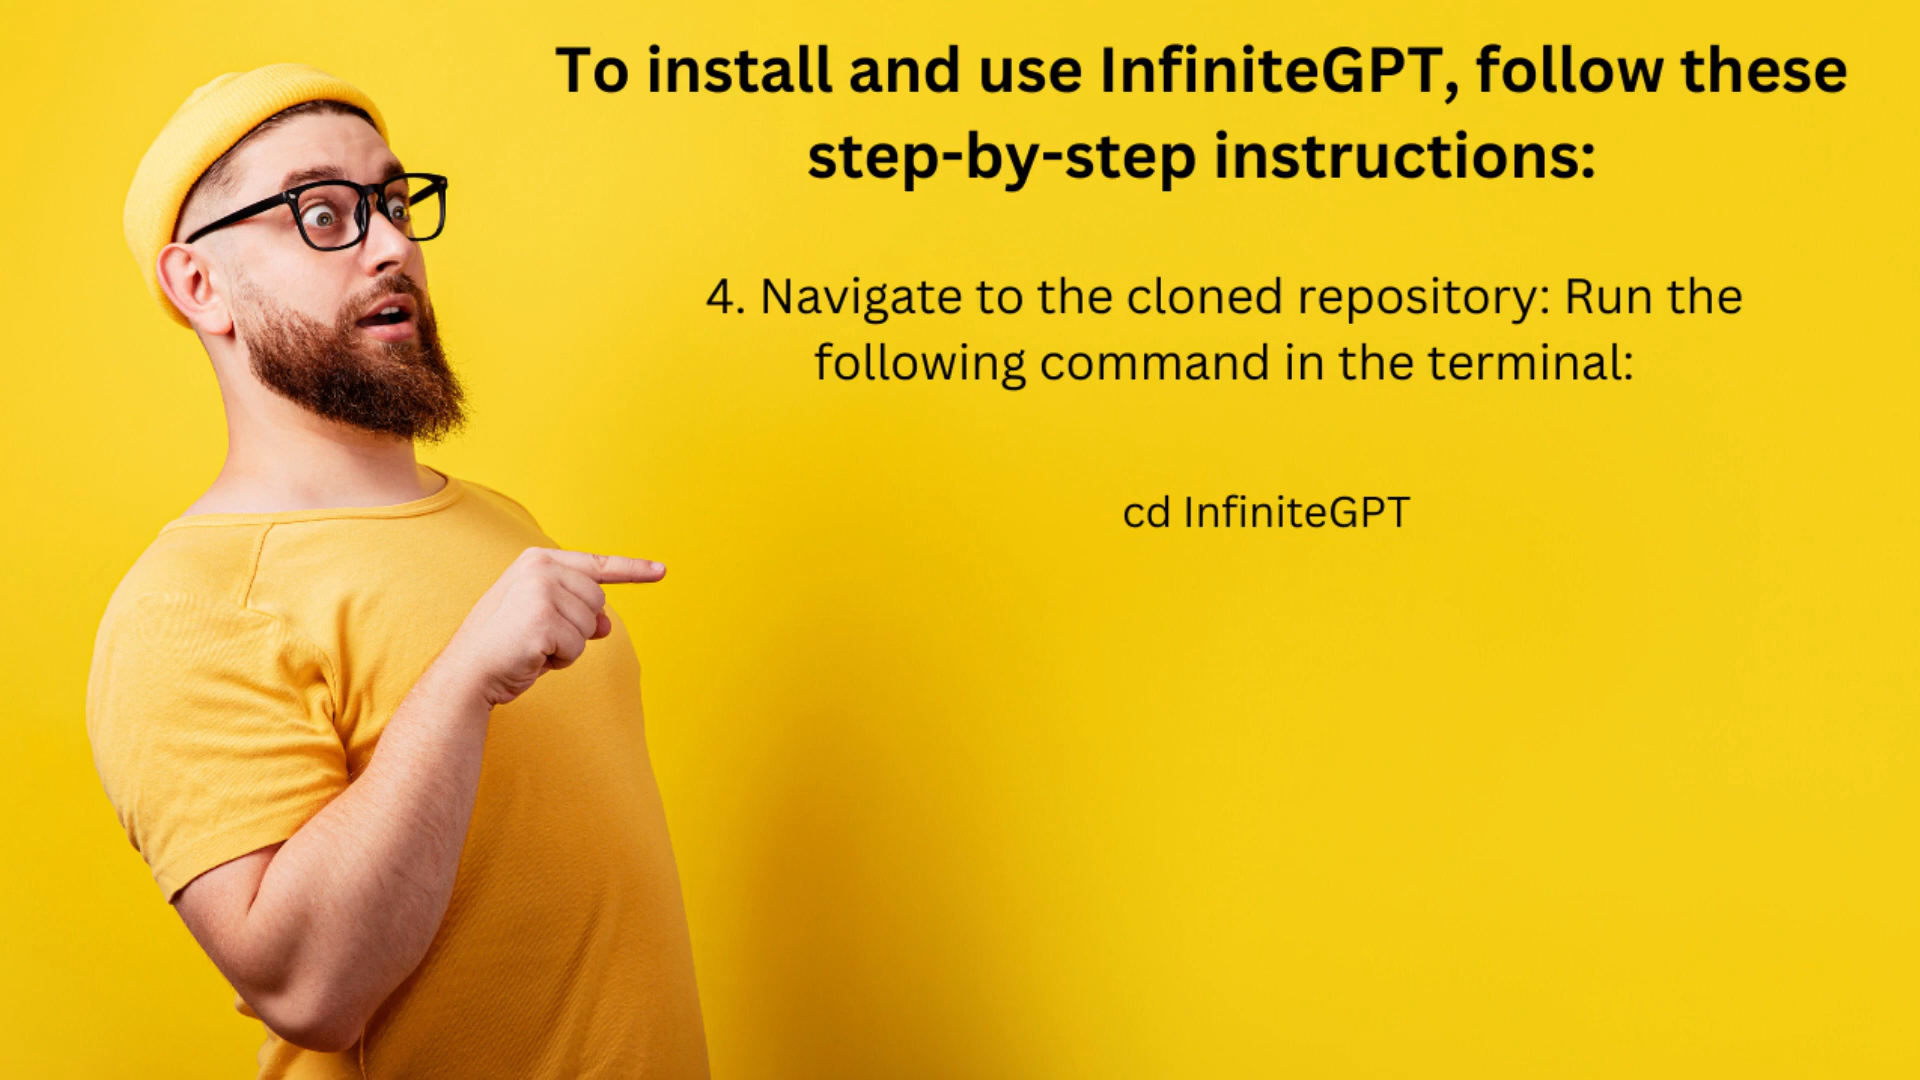 To install and use InfiniteGPT, follow these
step-by-step instructions:
4. Navigate to the cloned repository: Run the
following command in the terminal:
cd InfiniteGPT